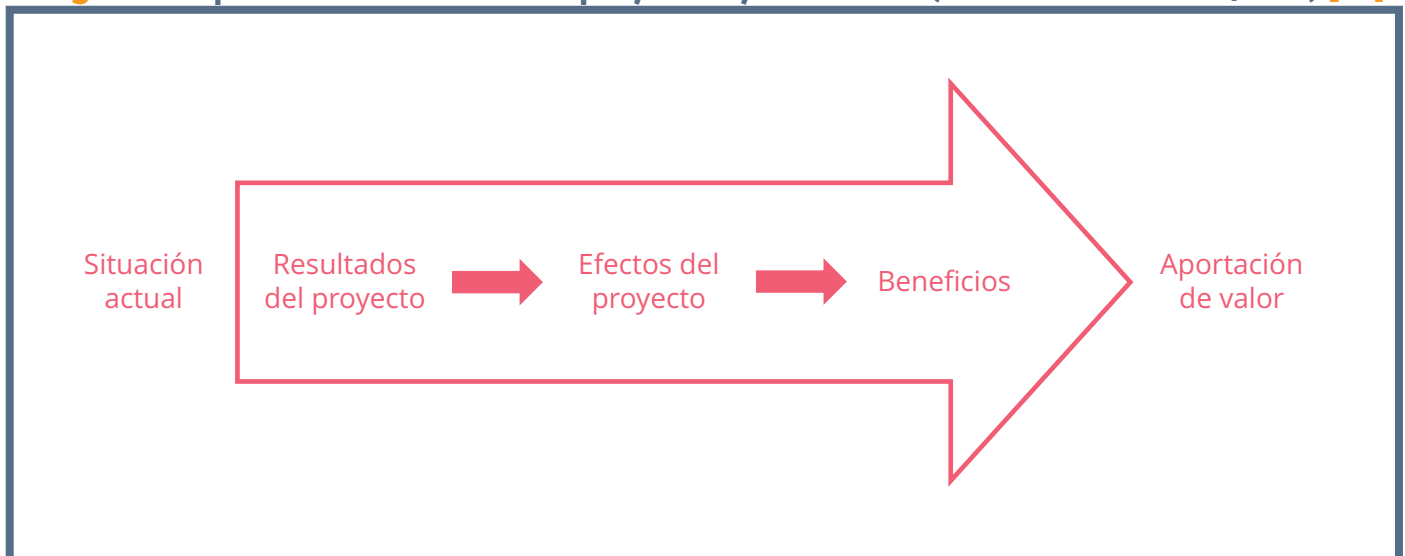 Situación
actual
Resultados
del proyecto
Efectos del
proyecto
Beneficios
Aportación
de valor